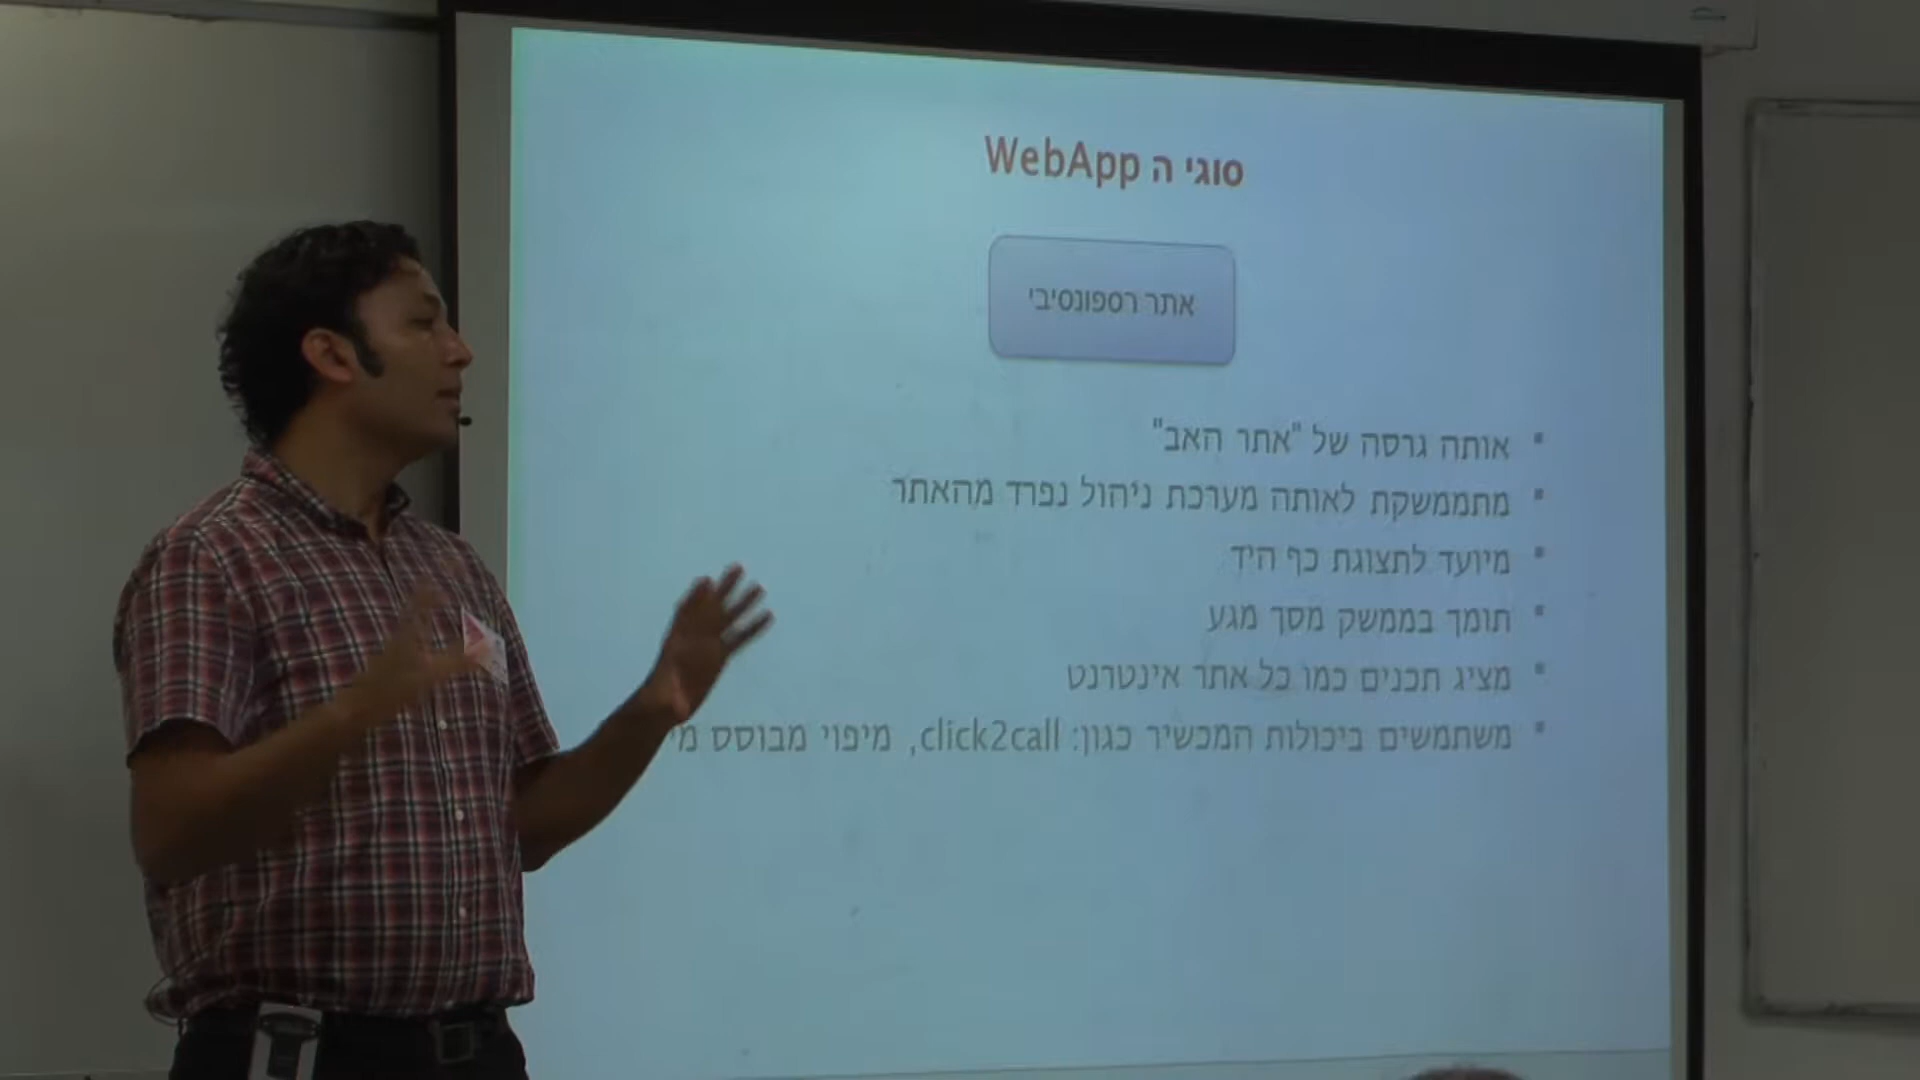 סוגי ה WebApp
אתר רספונסיבי
אותה גרסה של "אתר האב"
מתממשקת לאותה מערכת ניהול נפרד מהאתר
מיועד לתצוגת כף היד
תומך בממשק מסך מגע
מציג תכנים כמו כל אתר אינטרנט
משתמשים ביכולות המכשיר כגון: click2call, מיפוי מבוסס